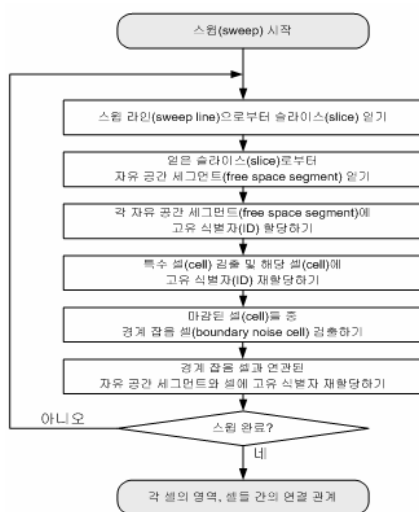 스윕(sweep) 시작
스윕 라인(sweep line)으로부터 슬라이스(slice) 얻기
얻은 슬라이스(slice)로부터
자유 공간 세그먼트(free space segment) 얻기
각 자유 공간 세그먼트(free space segment)에
고유 식별자(ID) 할당하기
특수 셀(cell) 검출 및 해당 셀(cell)에
고유 식별자(ID) 재할당하기
마감된 셀(cell)들 중
경계 잡음 셀(boundary noise cell) 검출하기
경계 잡음 셀과 연관된
자유 공간 세그먼트와 셀에 고유 식별자 재할당하기
아니오
스윕 완료?
네
각 셀의 영역, 셀들 간의 연결 관계